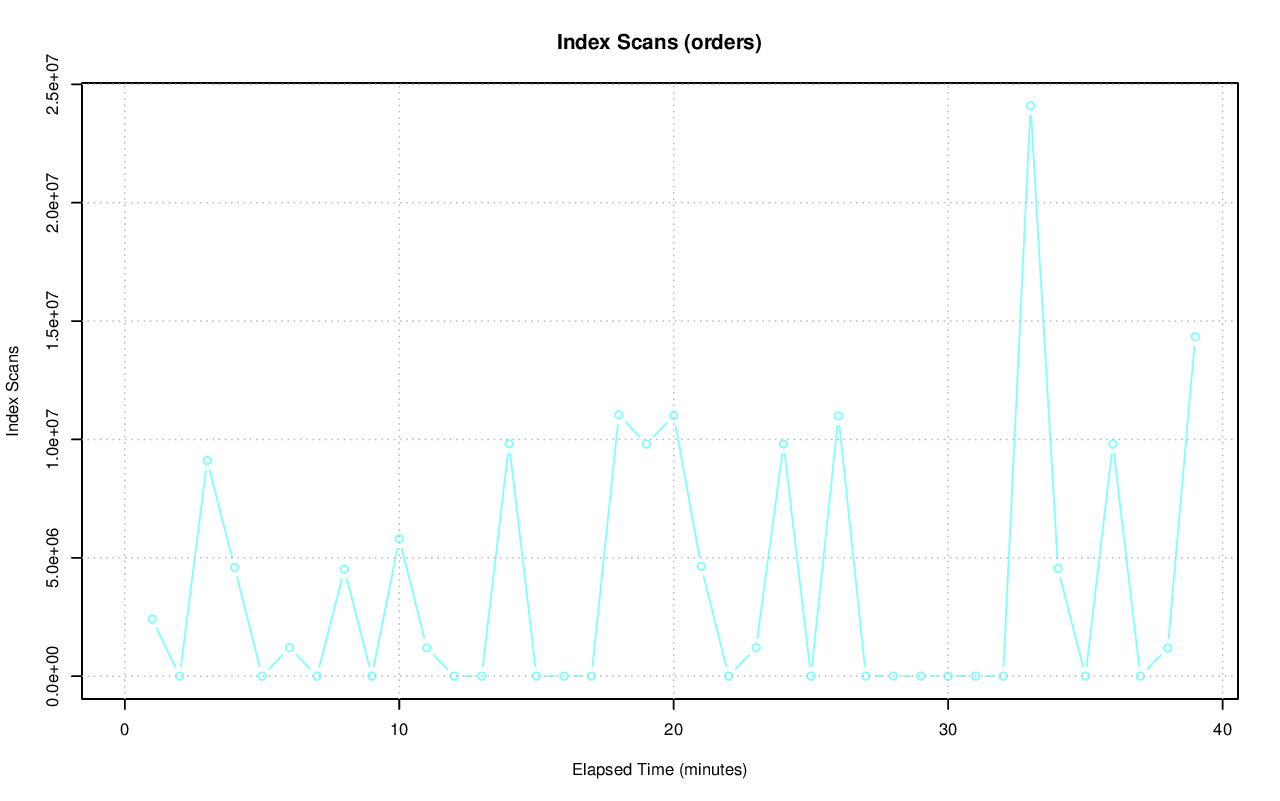 Index Scans (orders)
Index Scans
2.5e+07
2.0e+07
1.5e+07
1.0e+07
5.0e+06
0.0e+00
0 10 20 30 40
Elapsed Time (minutes)